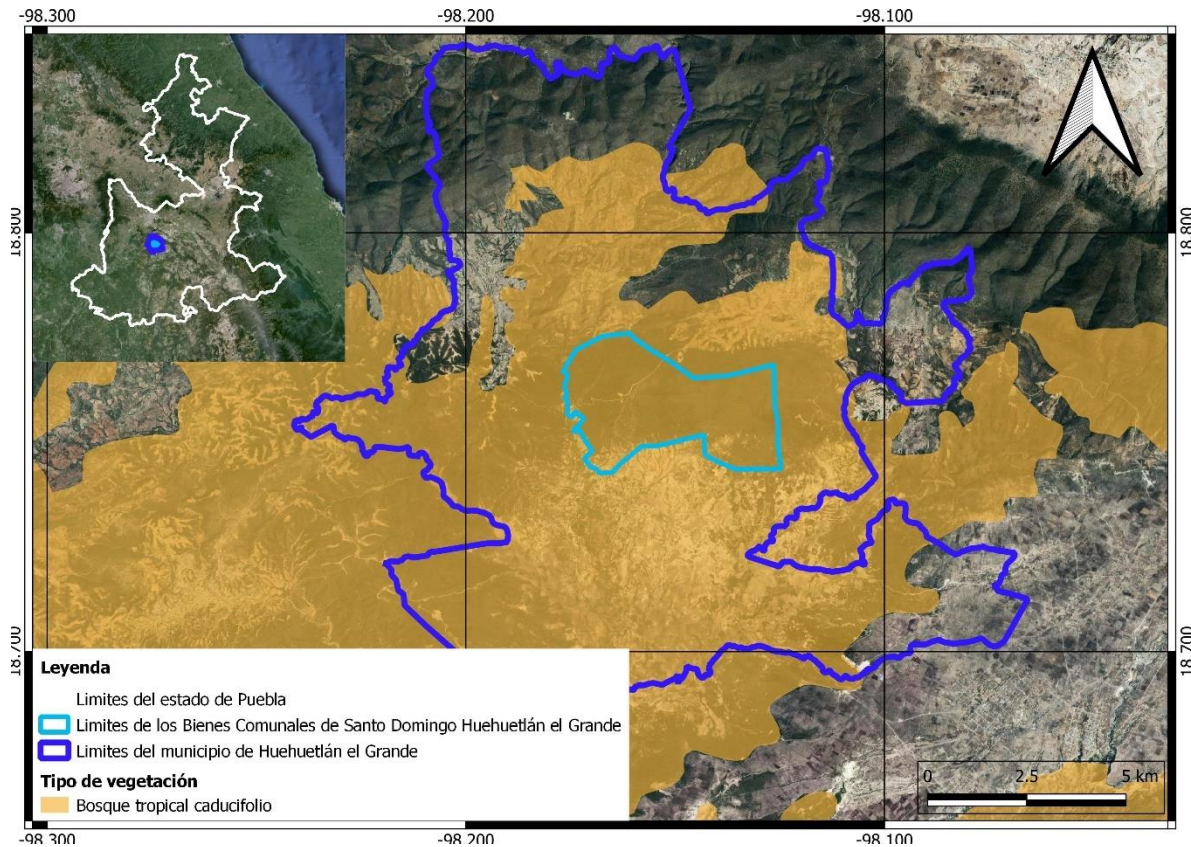 -98.300 -98.200 -98.100
18.800 18.800
18.700 18.700
Leyenda
Limites del estado de Puebla
Limites de los Bienes Comunales de Santo Domingo Huehuetlán el Grande
Limites del municipio de Huehuetlán el Grande
Tipo de vegetación
Bosque tropical caducifolio
0 2.5 5 km
-98.300 -98.200 -98.100